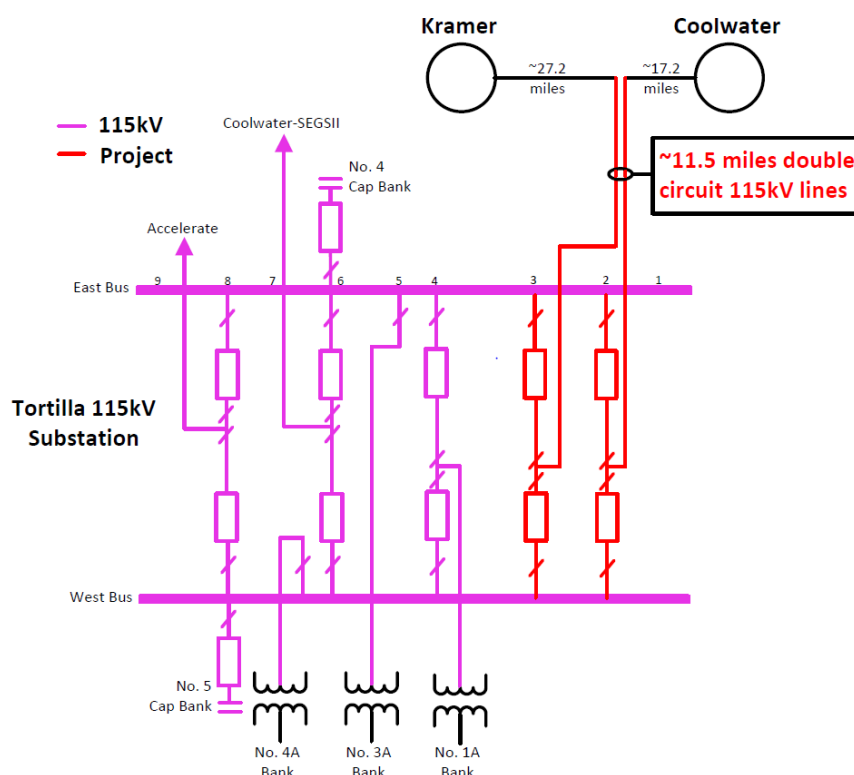 Kramer
Coolwater
~27.2
miles
~17.2
miles
115kV
Project
Coolwater-SEGSII
No. 4
Cap Bank
~11.5 miles double
circuit 115kV lines
Accelerate
East Bus
9
8
7
6
5
4
3
2
1
Tortilla 115kV
Substation
West Bus
No. 5
Cap Bank
No. 4A
Bank
No. 3A
Bank
No. 1A
Bank